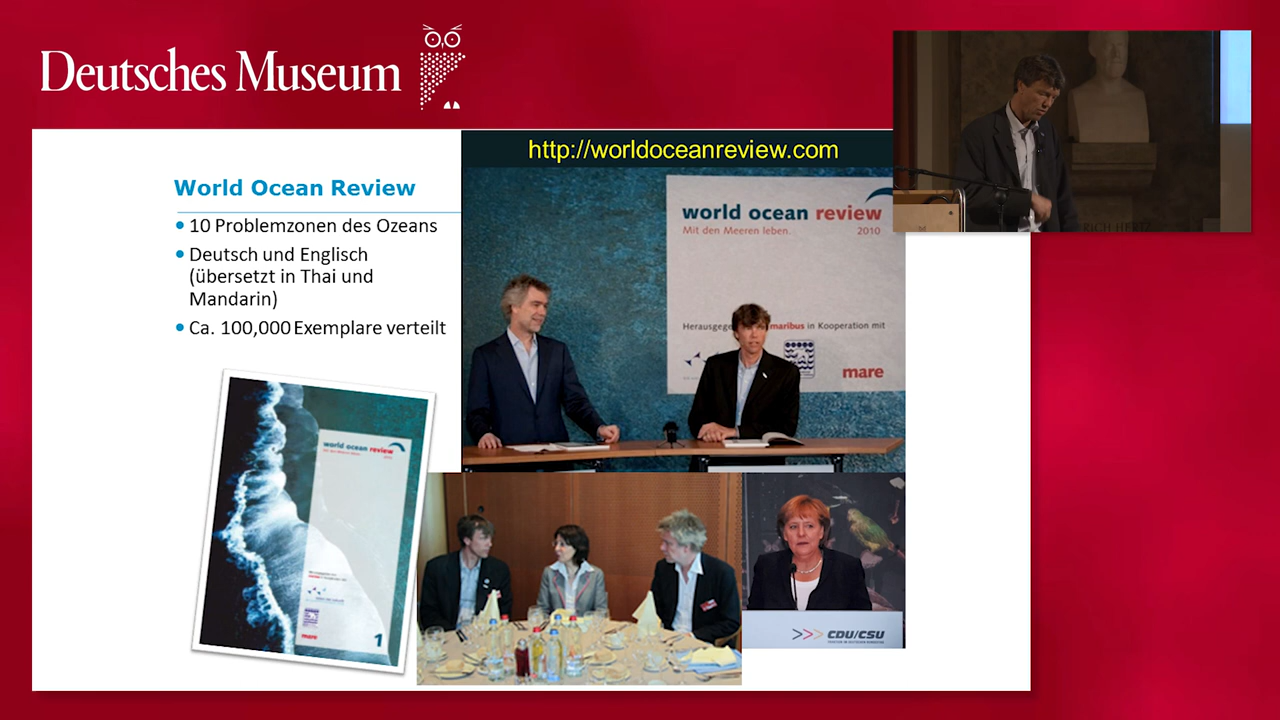 Deutsches Museum
http://worldoceanreview.com
World Ocean Review
10 Problemzonen des Ozeans
Deutsch und Englisch
(übersetzt in Thai und
Mandarin)
Ca. 100,000 Exemplare verteilt
world ocean review
Mit den Meeren leben.
2010
maribus in Kooperation mit
mare
world ocean review
mare
1
>>> CDU/CSU